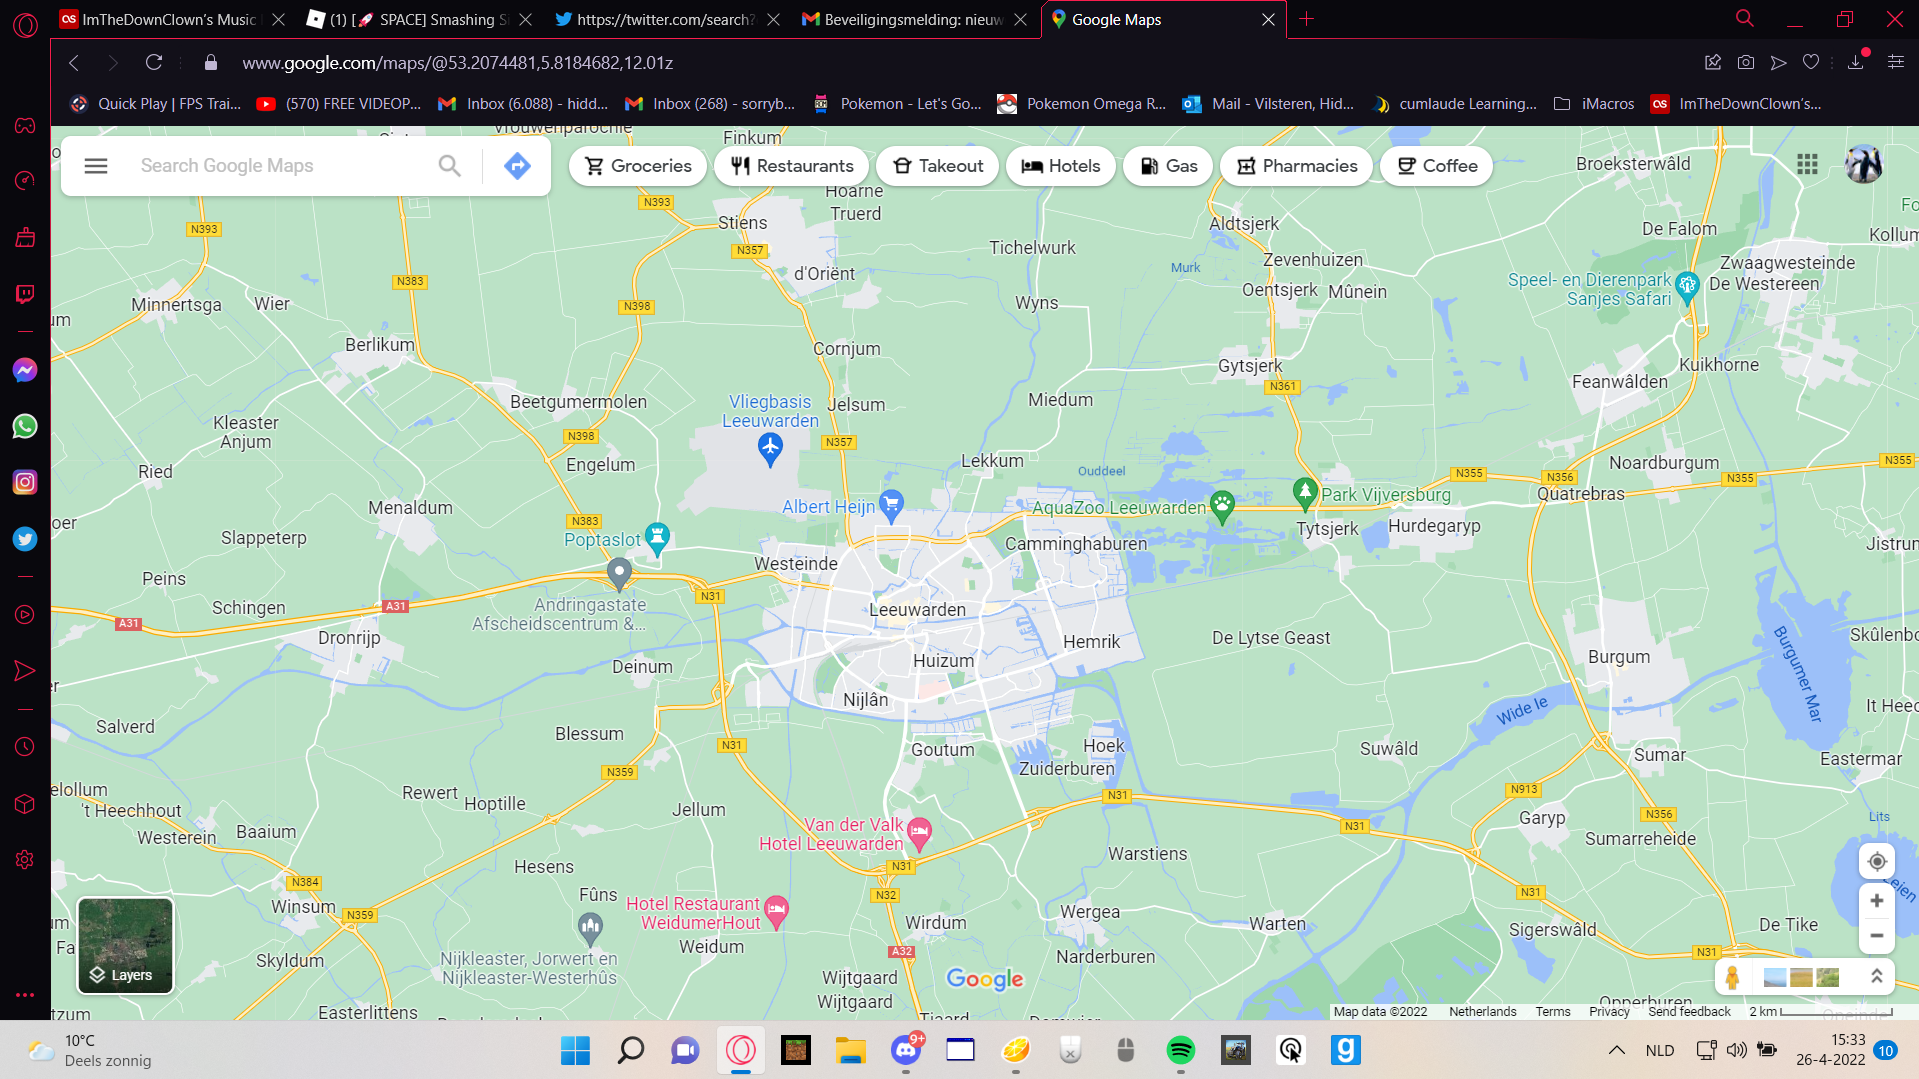 ImTheDownClown's Music
(1) [🚀 SPACE] Smashing S
https://twitter.com/search?
Beveiligingsmelding: nieuw
Google Maps
www.google.com/maps/@53.2074481,5.8184682,12.01z
Quick Play | FPS Trai...
(570) FREE VIDEOP...
Inbox (6.088) - hidd...
Inbox (268) - sorryb...
Pokemon - Let's Go...
Pokemon Omega R...
Mail - Vilsteren, Hid...
cumlaude Learning...
iMacros
ImTheDownClown's...
Search Google Maps
Groceries
Restaurants
Takeout
Hotels
Gas
Pharmacies
Coffee
Vrouwenparochie
Finkum
Broeksterwâld
Hoarne
Truerd
N393
N393
Stiens
Aldtsjerk
De Falom
Kollum
N357
Tichelwurk
Zevenhuizen
Zwaagwesteinde
d'Oriënt
Murk
Speel- en Dierenpark
Sanjes Safari
De Westereen
N383
Oentsjerk
Mûnein
Minnertsga
Wier
N398
Wyns
Berlikum
Cornjum
Gytsjerk
Kuikhorne
N361
Feanwâlden
Beetgumermolen
Vliegbasis
Leeuwarden
Jelsum
Miedum
Kleaster
Anjum
N398
N357
Ried
Engelum
Lekkum
Ouddeel
N355
N356
N355
N355
Noardburgum
Menaldum
Albert Heijn
AquaZoo Leeuwarden
Park Vijversburg
Quatrebras
N383
Poptaslot
Tytsjerk
Hurdegaryp
Slappeterp
Westeinde
Camminghaburen
Jistrum
Peins
Schingen
A31
A31
N31
Andringastate
Afscheidscentrum &...
Leeuwarden
Dronrijp
Hemrik
De Lytse Geast
Skûlenbo
Deinum
Huizum
Burgum
Burgumer Mar
Nijlân
Salverd
Wide Ie
It Heec
Blessum
N31
Goutum
Hoek
Suwâld
Sumar
Eastermar
N359
Zuiderburen
elollum
't Heechhout
Rewert
Hoptille
Jellum
N31
N913
Westerein
Baaium
Van der Valk
Hotel Leeuwarden
N31
Garyp
N356
Lits
Sumarreheide
Hesens
N31
Warstiens
N384
Fûns
N32
N31
Leien
Winsum
N359
Hotel Restaurant
WeidumerHout
Wirdum
Wergea
Warten
Sigerswâld
De Tike
Weidum
A32
N31
Skyldum
Nijkleaster, Jorwert en
Nijkleaster-Westerhûs
Wijtgaard
Wijtgaard
Google
Narderburen
Layers
Easterlittens
Tjaard
Opperburen
Map data ©2022
Netherlands
Terms
Privacy
Send feedback
2 km
10°C
Deels zonnig
9+
NLD
15:33
26-4-2022
10